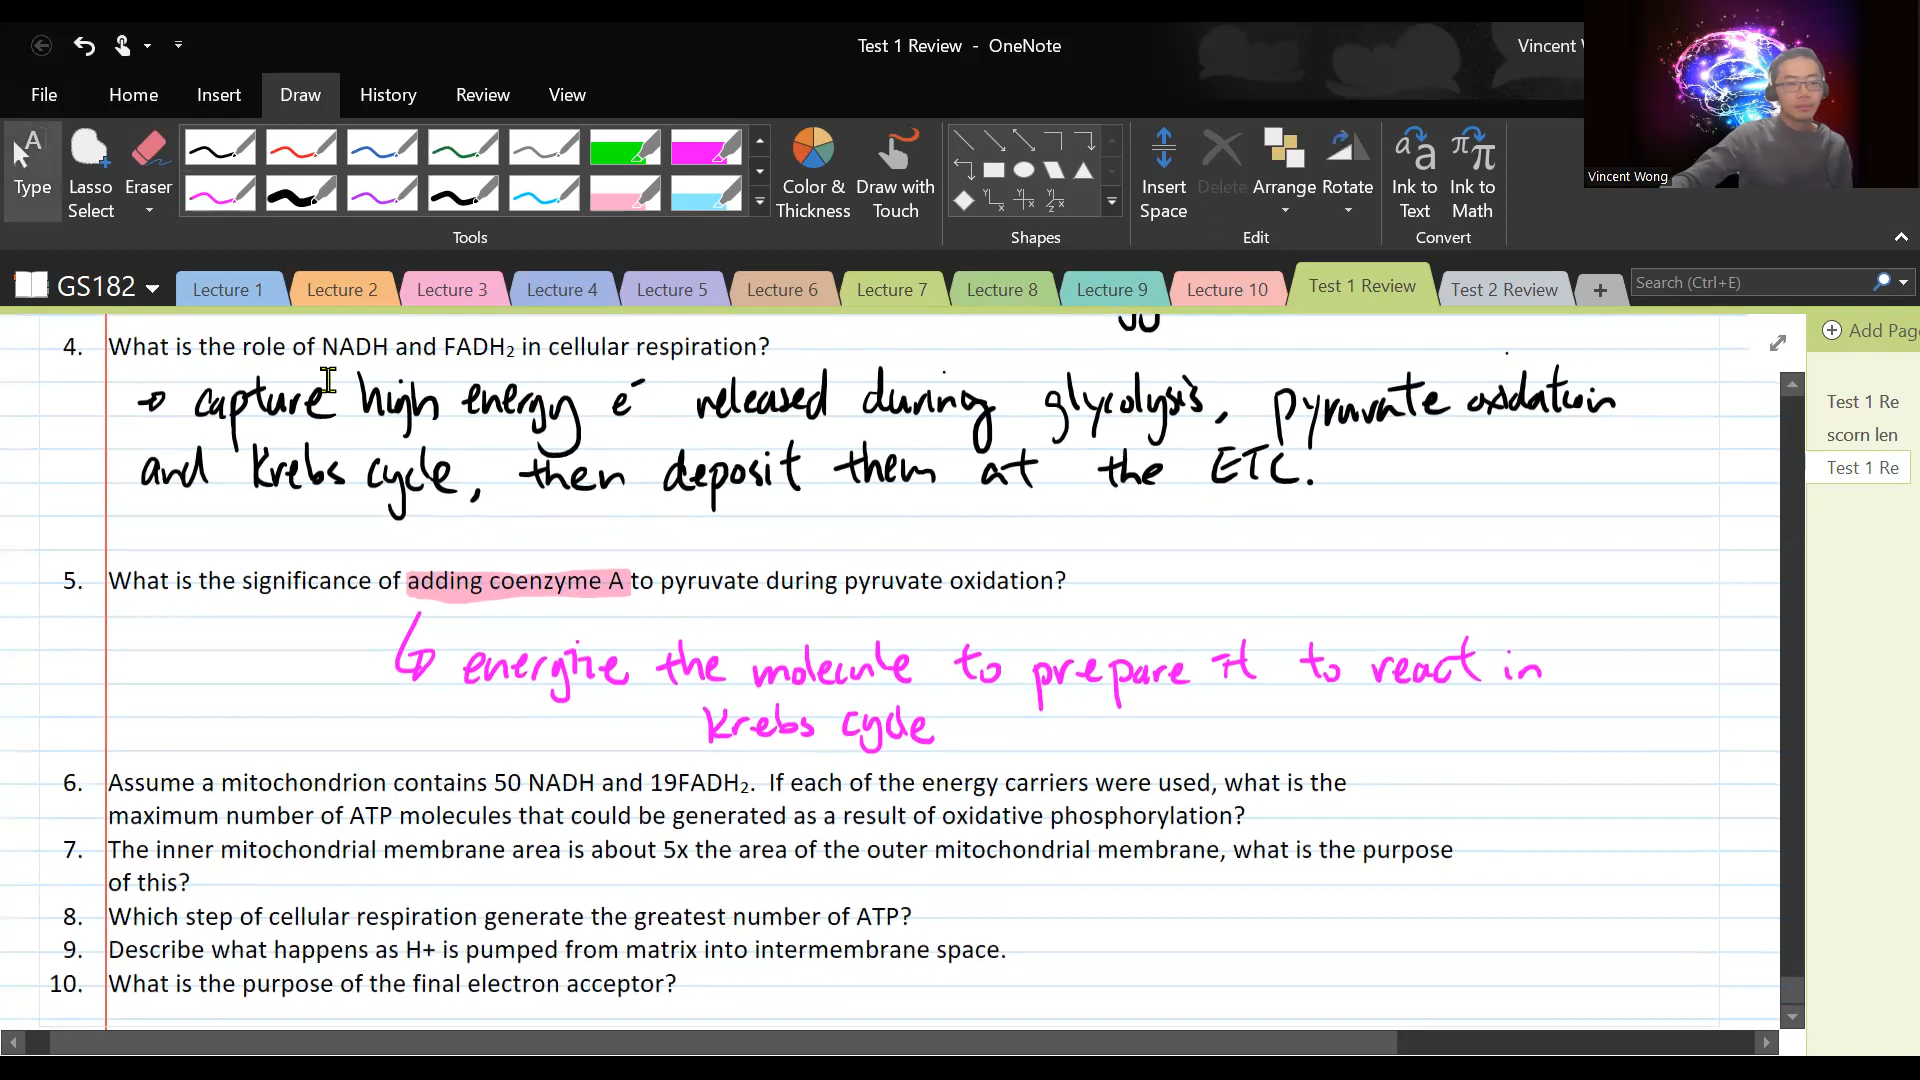 Test 1 Review - OneNote
Vincent W
File Home Insert Draw History Review View
Type
Lasso Select
Eraser
Color & Thickness
Draw with Touch
Insert Space
Delete
Arrange
Rotate
Ink to Text
Ink to Math
Tools
Shapes
Edit
Convert
Vincent Wong
GS182
Lecture 1 Lecture 2 Lecture 3 Lecture 4 Lecture 5 Lecture 6 Lecture 7 Lecture 8 Lecture 9 Lecture 10 Test 1 Review Test 2 Review
Search (Ctrl+E)
Add Pag
Test 1 Re
scorn len
Test 1 Re
4. What is the role of NADH and FADH₂ in cellular respiration?
→ capture high energy e⁻ released during glycolysis, pyruvate oxidation
and Krebs cycle, then deposit them at the ETC.
5. What is the significance of adding coenzyme A to pyruvate during pyruvate oxidation?
↳ energize the molecule to prepare it to react in
Krebs cycle
6. Assume a mitochondrion contains 50 NADH and 19FADH₂. If each of the energy carriers were used, what is the
maximum number of ATP molecules that could be generated as a result of oxidative phosphorylation?
7. The inner mitochondrial membrane area is about 5x the area of the outer mitochondrial membrane, what is the purpose
of this?
8. Which step of cellular respiration generate the greatest number of ATP?
9. Describe what happens as H+ is pumped from matrix into intermembrane space.
10. What is the purpose of the final electron acceptor?